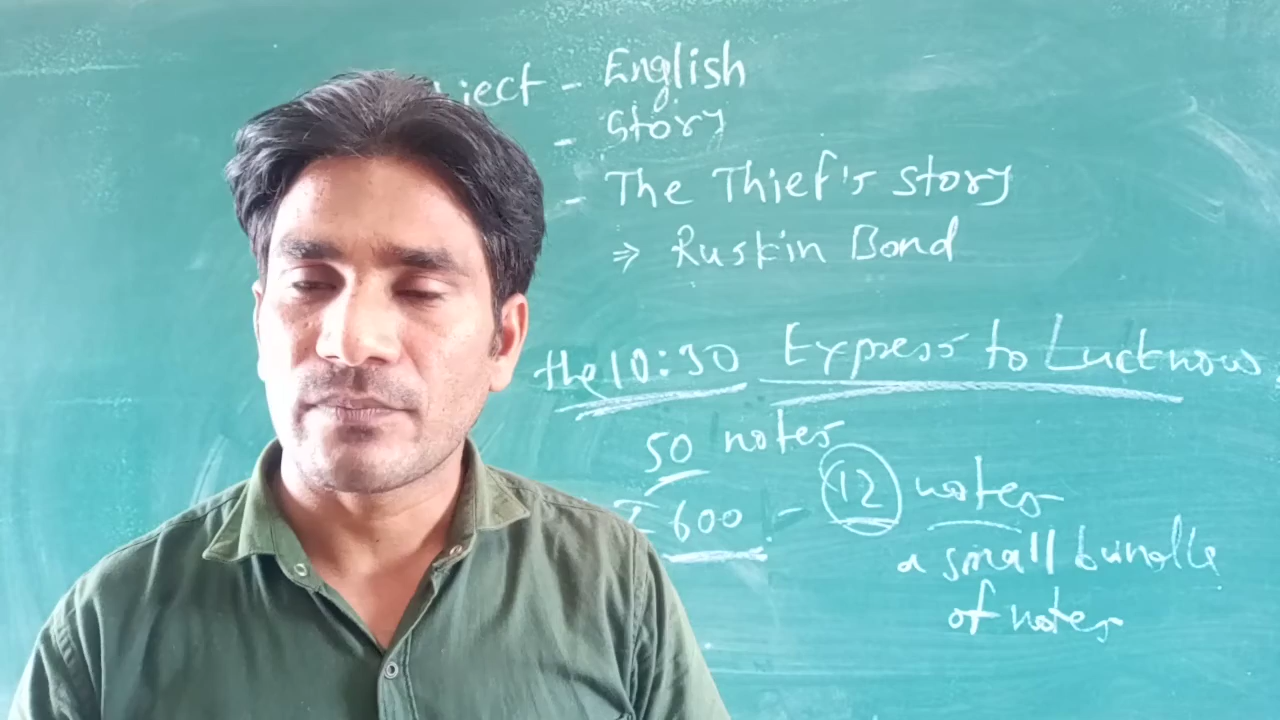 ject - English
- Story
- The Thief's story
⇒ Ruskin Bond
the 10:30 Express to Lucknow
50 notes
₹ 600 - 12 notes
a small bundle
of notes